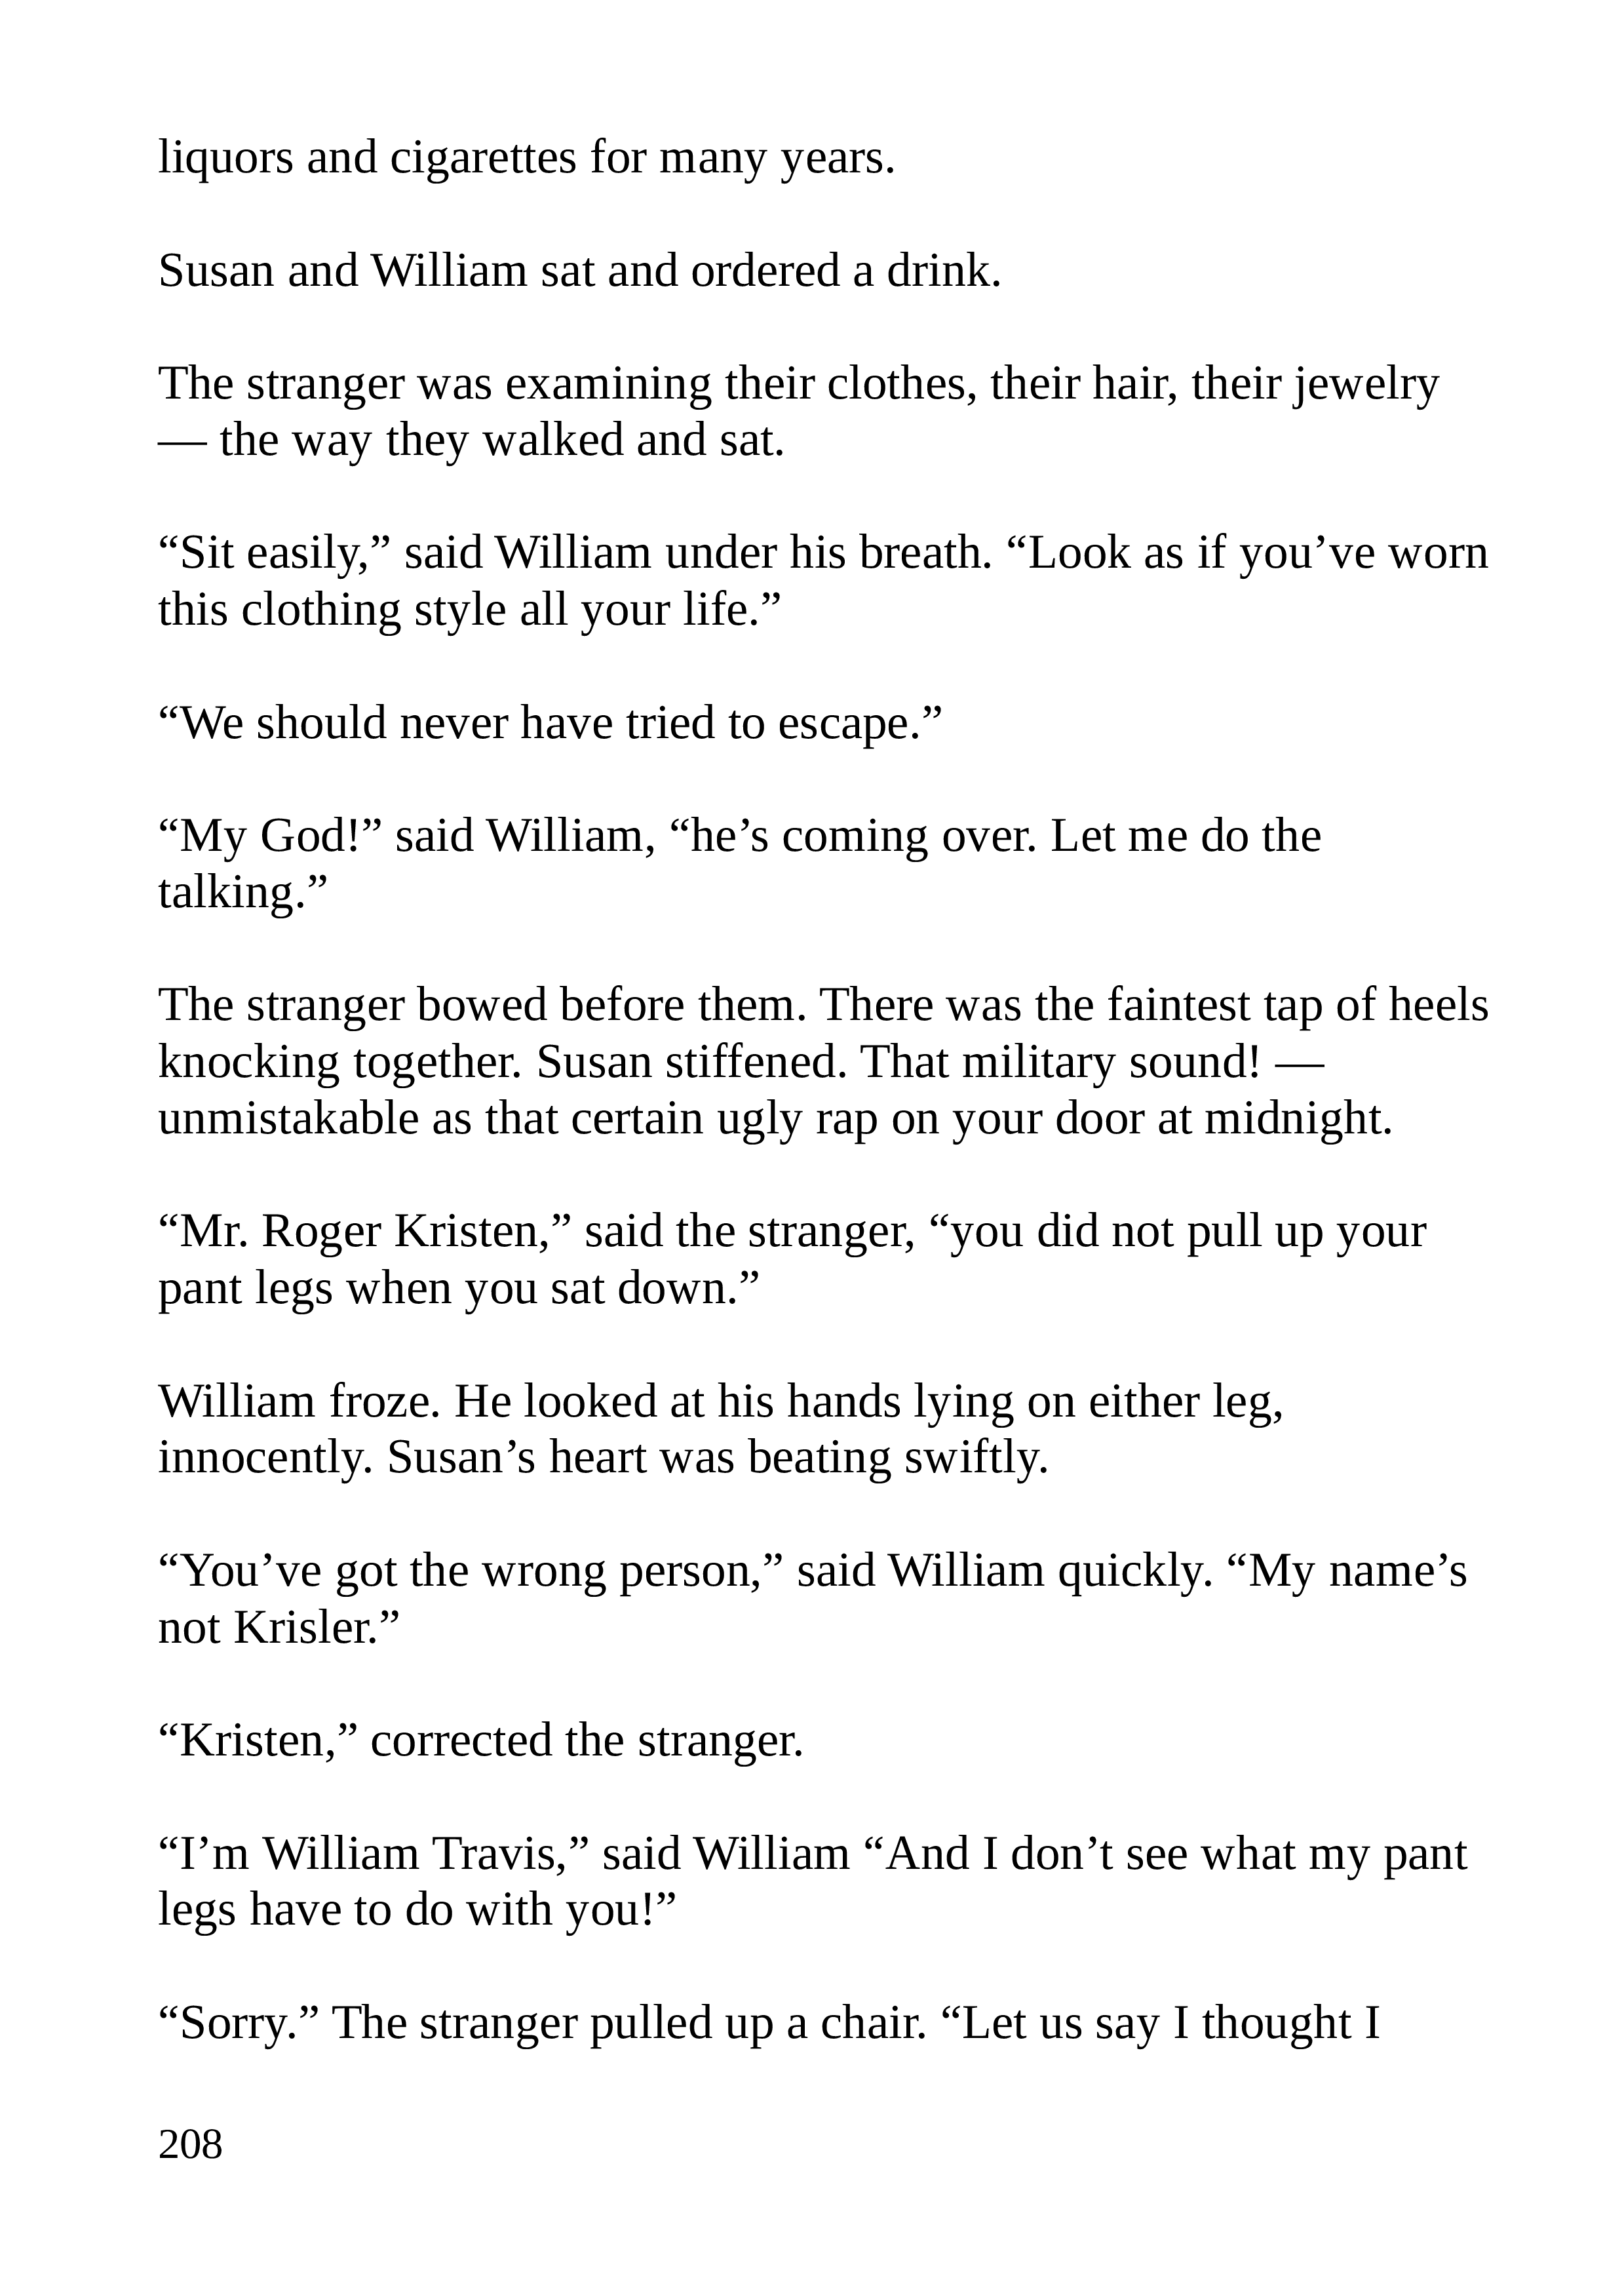 liquors and cigarettes for many years.
Susan and William sat and ordered a drink.
The stranger was examining their clothes, their hair, their jewelry
— the way they walked and sat.
“Sit easily,” said William under his breath. “Look as if you’ve worn
this clothing style all your life.”
“We should never have tried to escape.”
“My God!” said William, “he’s coming over. Let me do the
talking.”
The stranger bowed before them. There was the faintest tap of heels
knocking together. Susan stiffened. That military sound! —
unmistakable as that certain ugly rap on your door at midnight.
“Mr. Roger Kristen,” said the stranger, “you did not pull up your
pant legs when you sat down.”
William froze. He looked at his hands lying on either leg,
innocently. Susan’s heart was beating swiftly.
“You’ve got the wrong person,” said William quickly. “My name’s
not Krisler.”
“Kristen,” corrected the stranger.
“I’m William Travis,” said William “And I don’t see what my pant
legs have to do with you!”
“Sorry.” The stranger pulled up a chair. “Let us say I thought I
208